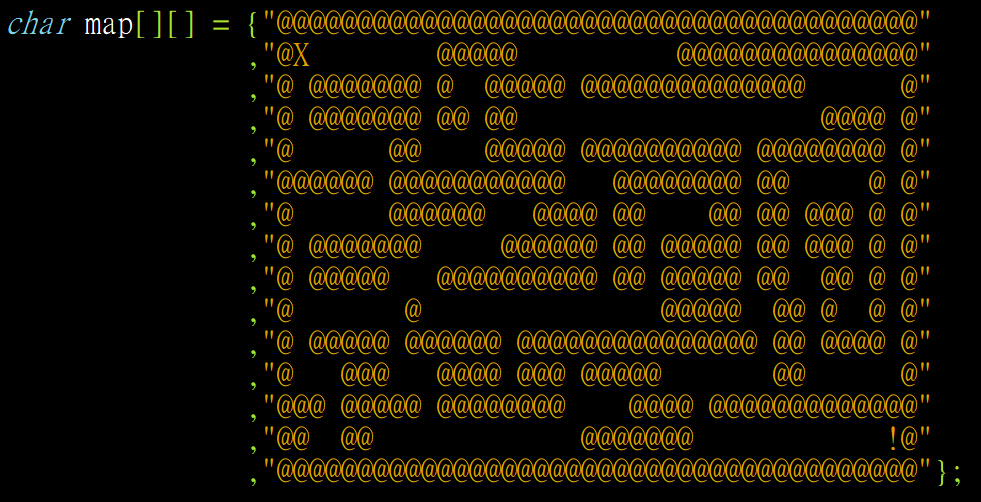 char map[][] = {"@@@@@@@@@@@@@@@@@@@@@@@@@@@@@@@@@@@@@@@@"
,"@X        @@@@@          @@@@@@@@@@@@@@@"
,"@ @@@@@@@ @  @@@@@ @@@@@@@@@@@@@@      @"
,"@ @@@@@@@ @@ @@                   @@@@ @"
,"@      @@    @@@@@ @@@@@@@@@@ @@@@@@@@ @"
,"@@@@@@ @@@@@@@@@@@   @@@@@@@@ @@     @ @"
,"@      @@@@@@   @@@@ @@    @@ @@ @@@ @ @"
,"@ @@@@@@@     @@@@@@ @@ @@@@@ @@ @@@ @ @"
,"@ @@@@@   @@@@@@@@@@ @@ @@@@@ @@  @@ @ @"
,"@       @               @@@@@  @@ @  @ @"
,"@ @@@@@ @@@@@@ @@@@@@@@@@@@@@@ @@ @@@@ @"
,"@   @@@   @@@@ @@@ @@@@@       @@      @"
,"@@@ @@@@@ @@@@@@@@    @@@@ @@@@@@@@@@@@@"
,"@@  @@             @@@@@@@            !@"
,"@@@@@@@@@@@@@@@@@@@@@@@@@@@@@@@@@@@@@@@@"};